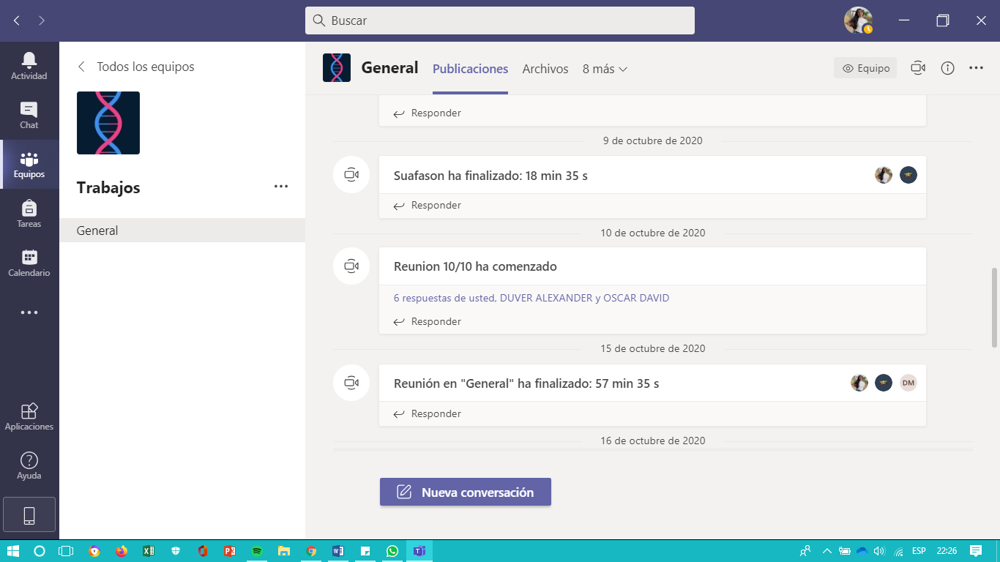 Buscar
Actividad
Chat
Equipos
Tareas
Calendario
Aplicaciones
Ayuda
Todos los equipos
Trabajos
General
General
Publicaciones
Archivos
8 más
Equipo
Responder
9 de octubre de 2020
Suafason ha finalizado: 18 min 35 s
Responder
10 de octubre de 2020
Reunion 10/10 ha comenzado
6 respuestas de usted, DUVER ALEXANDER y OSCAR DAVID
Responder
15 de octubre de 2020
Reunión en "General" ha finalizado: 57 min 35 s
DM
Responder
16 de octubre de 2020
Nueva conversación
ESP
22:26